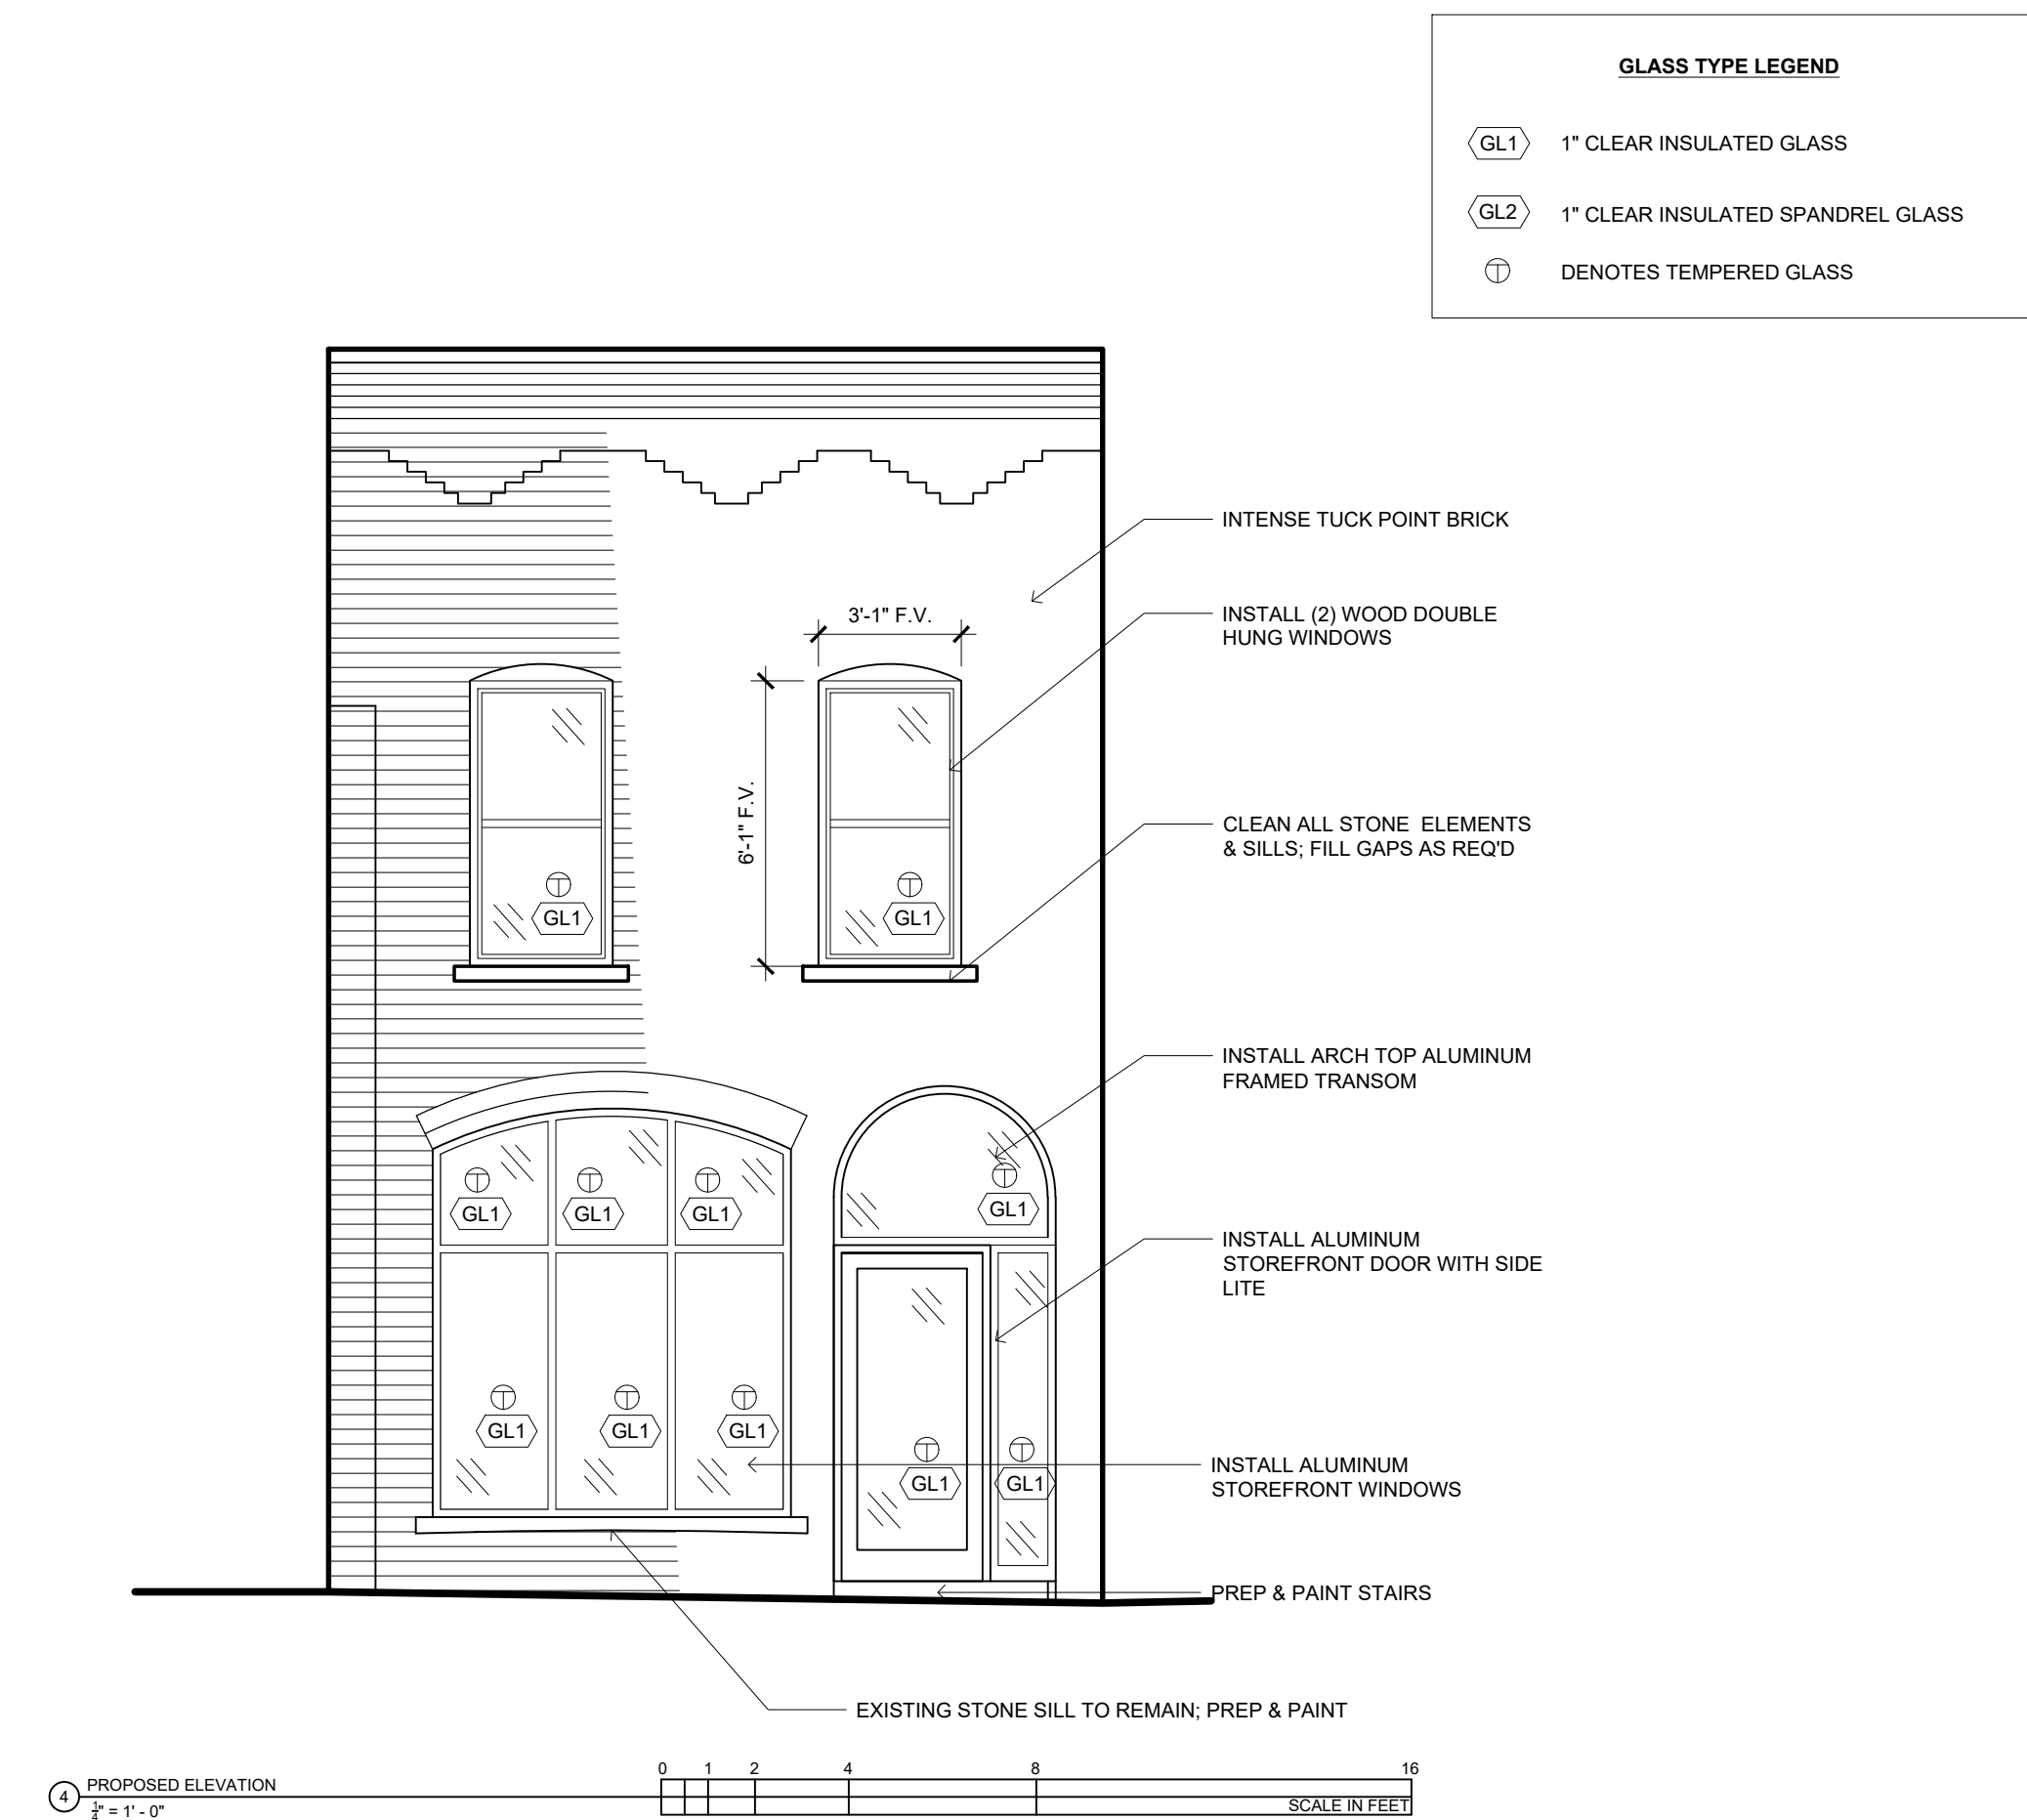 GLASS TYPE LEGEND
GL1 1" CLEAR INSULATED GLASS
GL2 1" CLEAR INSULATED SPANDREL GLASS
T DENOTES TEMPERED GLASS
INTENSE TUCK POINT BRICK
3'-1" F.V.
INSTALL (2) WOOD DOUBLE
HUNG WINDOWS
6'-1" F.V.
CLEAN ALL STONE ELEMENTS
& SILLS; FILL GAPS AS REQ'D
T T
GL1 GL1
INSTALL ARCH TOP ALUMINUM
FRAMED TRANSOM
T T T T
GL1 GL1 GL1 GL1
INSTALL ALUMINUM
STOREFRONT DOOR WITH SIDE
LITE
T T T
GL1 GL1 GL1
T T
GL1 GL1
INSTALL ALUMINUM
STOREFRONT WINDOWS
PREP & PAINT STAIRS
EXISTING STONE SILL TO REMAIN; PREP & PAINT
4 PROPOSED ELEVATION
1/4" = 1' - 0"
0 1 2 4 8 16
SCALE IN FEET